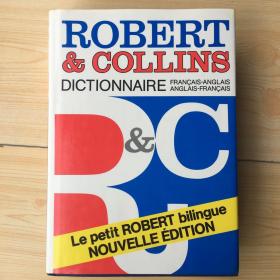 ROBERT
& COLLINS
DICTIONNAIRE
FRANÇAIS-ANGLAIS
ANGLAIS-FRANÇAIS
R&C
Le petit ROBERT bilingue
NOUVELLE ÉDITION